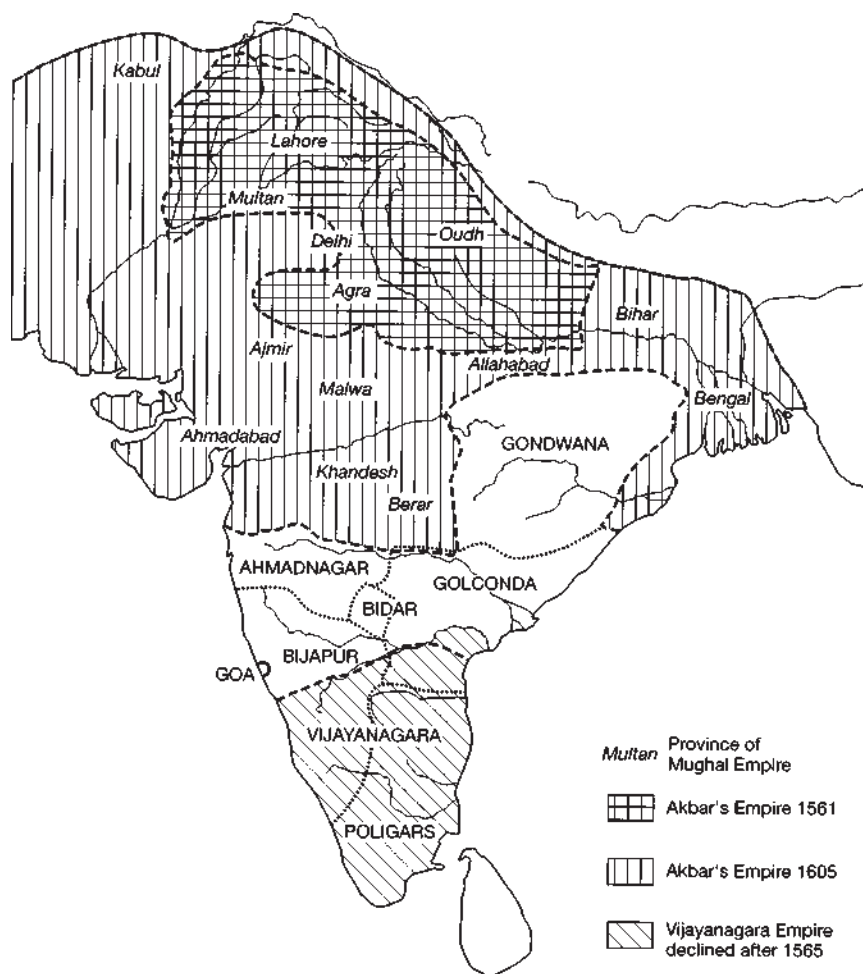 Kabul
Lahore
Multan
Delhi
Oudh
Agra
Bihar
Ajmir
Allahabad
Malwa
Bengal
Ahmadabad
GONDWANA
Khandesh
Berar
AHMADNAGAR
GOLCONDA
BIDAR
BIJAPUR
GOA
VIJAYANAGARA
POLIGARS
Multan Province of
Mughal Empire
Akbar's Empire 1561
Akbar's Empire 1605
Vijayanagara Empire
declined after 1565